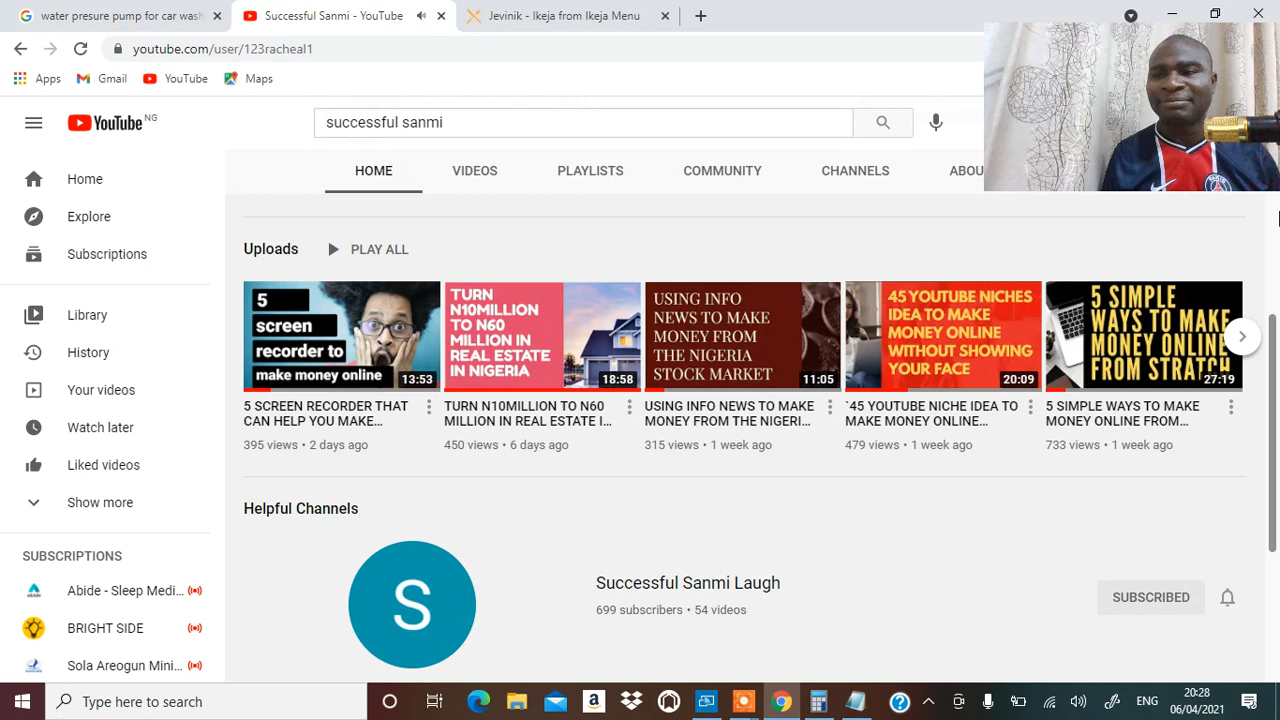 water presure pump for car wash
Successful Sanmi - YouTube
Jevinik - Ikeja from Ikeja Menu
youtube.com/user/123racheal1
Apps
Gmail
YouTube
Maps
YouTube NG
successful sanmi
HOME
VIDEOS
PLAYLISTS
COMMUNITY
CHANNELS
ABOU
Home
Explore
Subscriptions
Library
History
Your videos
Watch later
Liked videos
Show more
SUBSCRIPTIONS
Abide - Sleep Medi...
BRIGHT SIDE
Sola Areogun Mini...
Uploads
PLAY ALL
5
screen
recorder to
make money online
13:53
5 SCREEN RECORDER THAT
CAN HELP YOU MAKE...
395 views • 2 days ago
TURN
N10MILLION
TO N60
MILLION IN
REAL ESTATE
IN NIGERIA
18:58
TURN N10MILLION TO N60
MILLION IN REAL ESTATE I...
450 views • 6 days ago
USING INFO
NEWS TO MAKE
MONEY FROM
THE NIGERIA
STOCK MARKET
11:05
USING INFO NEWS TO MAKE
MONEY FROM THE NIGERI...
315 views • 1 week ago
45 YOUTUBE NICHES
IDEA TO MAKE
MONEY ONLINE
WITHOUT SHOWING
YOUR FACE
20:09
`45 YOUTUBE NICHE IDEA TO
MAKE MONEY ONLINE...
479 views • 1 week ago
5 SIMPLE
WAYS TO MAKE
MONEY ONLINE
FROM STRATCH
27:19
5 SIMPLE WAYS TO MAKE
MONEY ONLINE FROM...
733 views • 1 week ago
Helpful Channels
S
Successful Sanmi Laugh
699 subscribers • 54 videos
SUBSCRIBED
Type here to search
ENG
20:28
06/04/2021